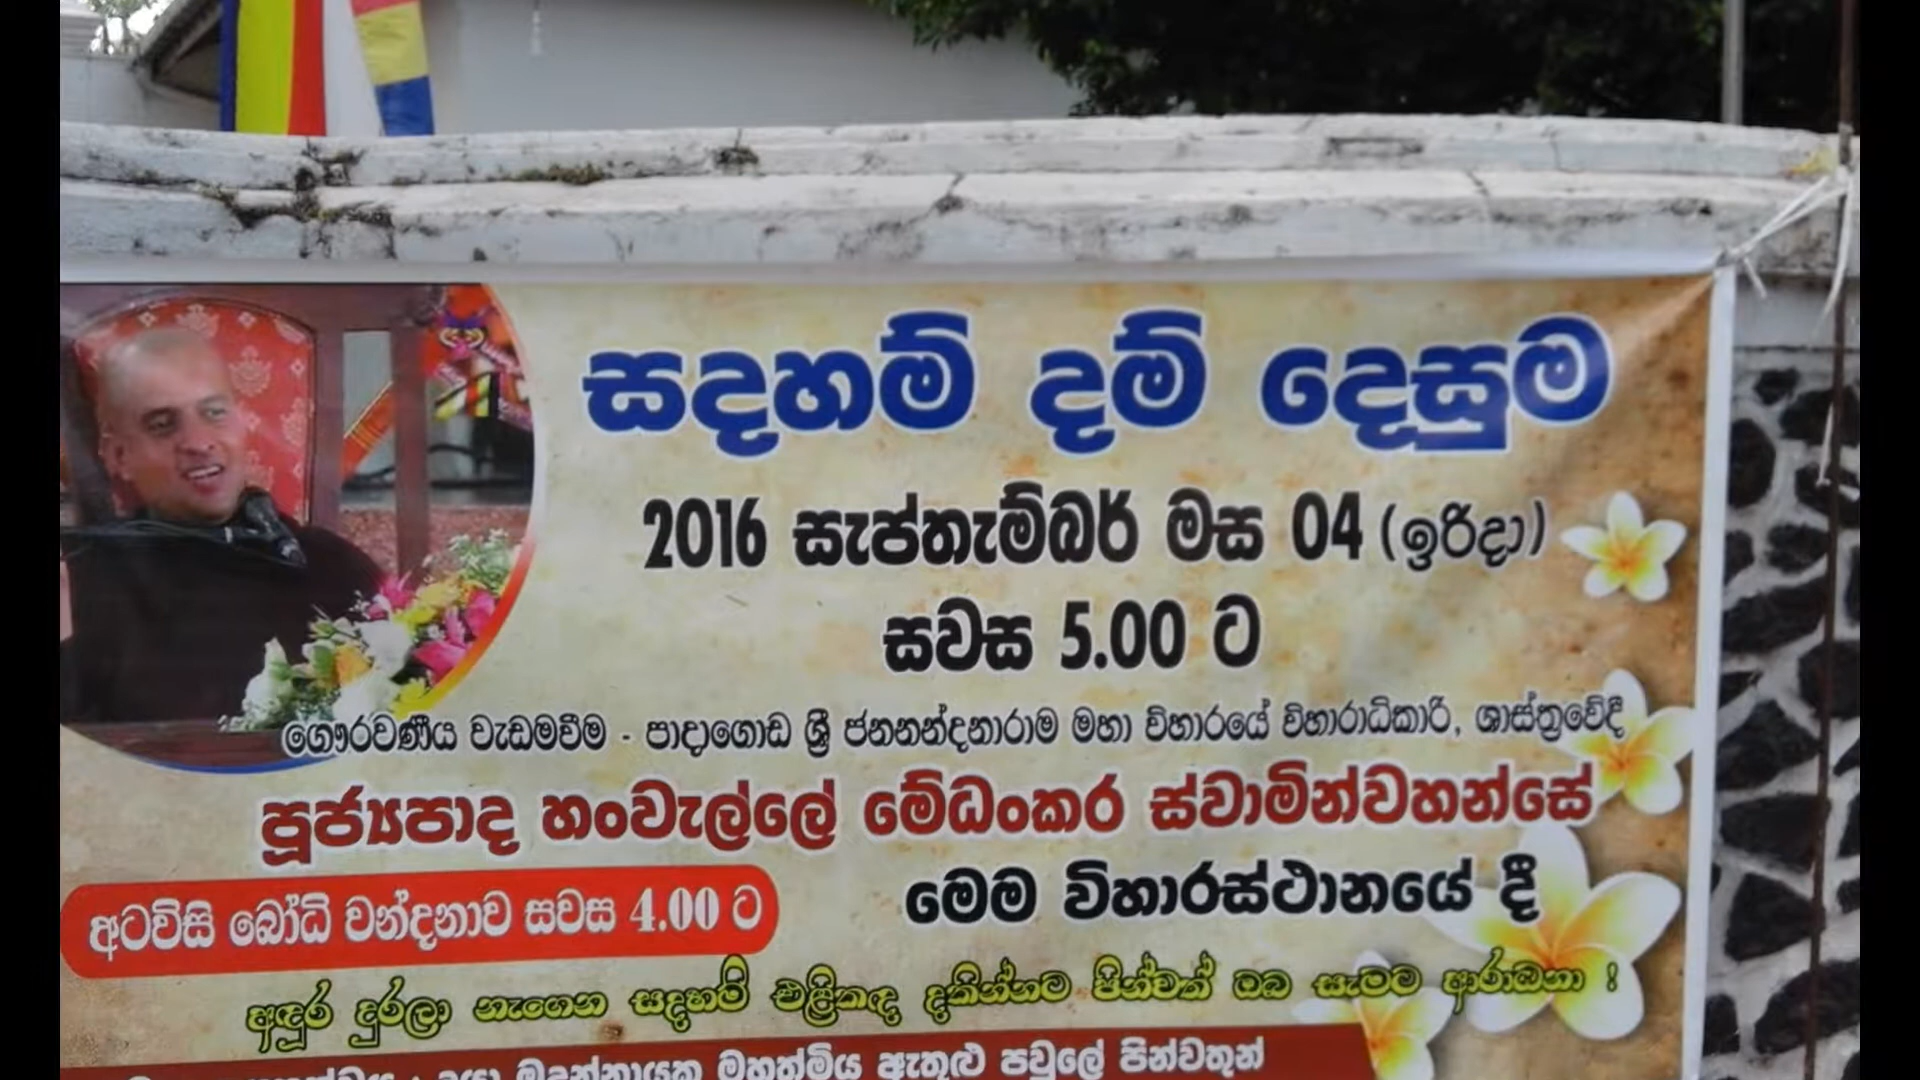 සදහම් දම් දෙසුම
2016 සැප්තැම්බර් මස 04 (ඉරිදා)
සවස 5.00 ට
ගෞරවණීය වැඩමවීම - පාදාගොඩ ශ්‍රී ජනනන්දනාරාම මහා විහාරයේ විහාරාධිකාරි, ශාස්ත්‍රවේදී
පූජ්‍යපාද හංවැල්ලේ මේධංකර ස්වාමින්වහන්සේ
අටවිසි බෝධි වන්දනාව සවස 4.00 ට
මෙම විහාරස්ථානයේ දී
අඳුර දුරලා නැගෙන සදහම් එළිකඳ දකින්නට පින්වත් ඔබ සැමට ආරාධනා !
මහත්මිය ඇතුළු පවුලේ පින්වතුන්